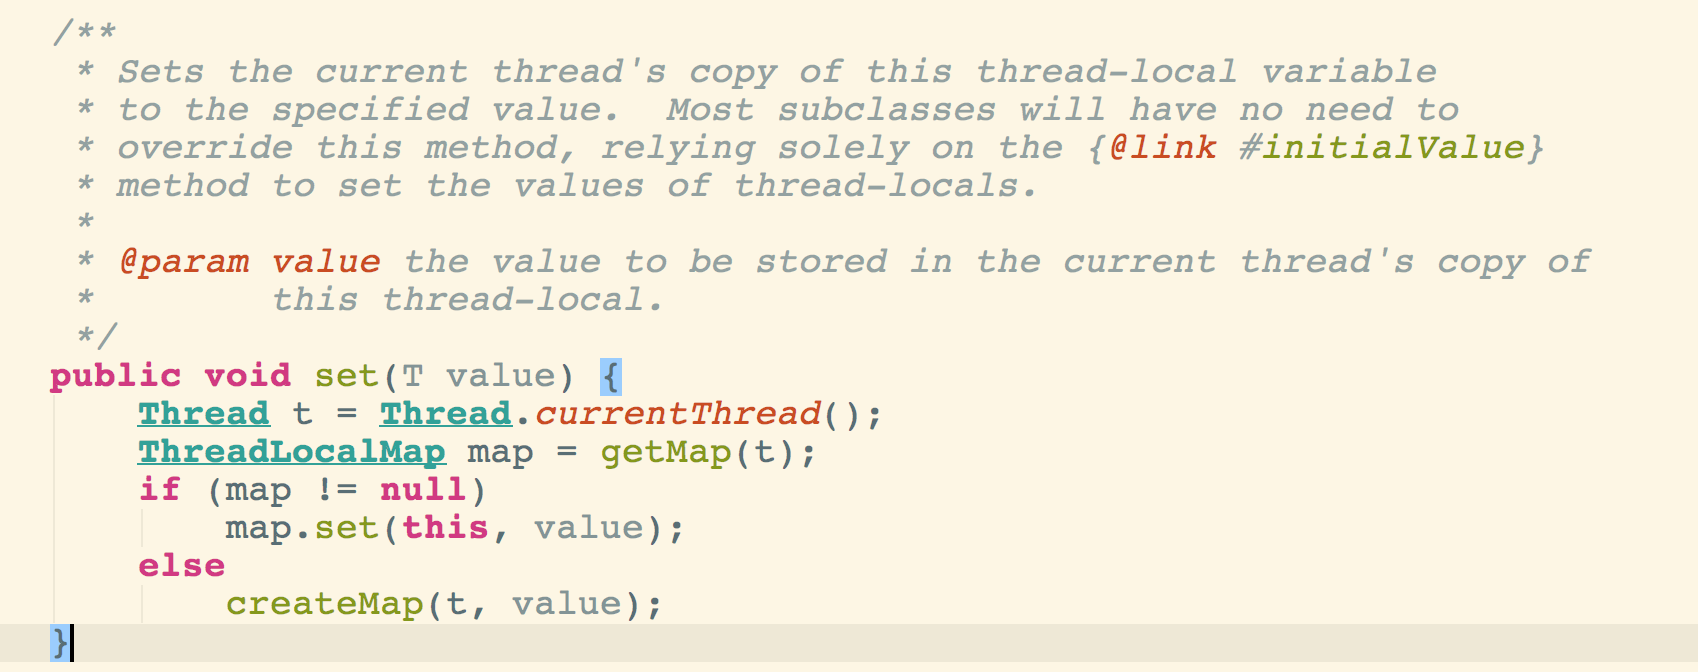 /**
 * Sets the current thread's copy of this thread-local variable
 * to the specified value.  Most subclasses will have no need to
 * override this method, relying solely on the {@link #initialValue}
 * method to set the values of thread-locals.
 *
 * @param value the value to be stored in the current thread's copy of
 *        this thread-local.
 */
public void set(T value) {
    Thread t = Thread.currentThread();
    ThreadLocalMap map = getMap(t);
    if (map != null)
        map.set(this, value);
    else
        createMap(t, value);
}